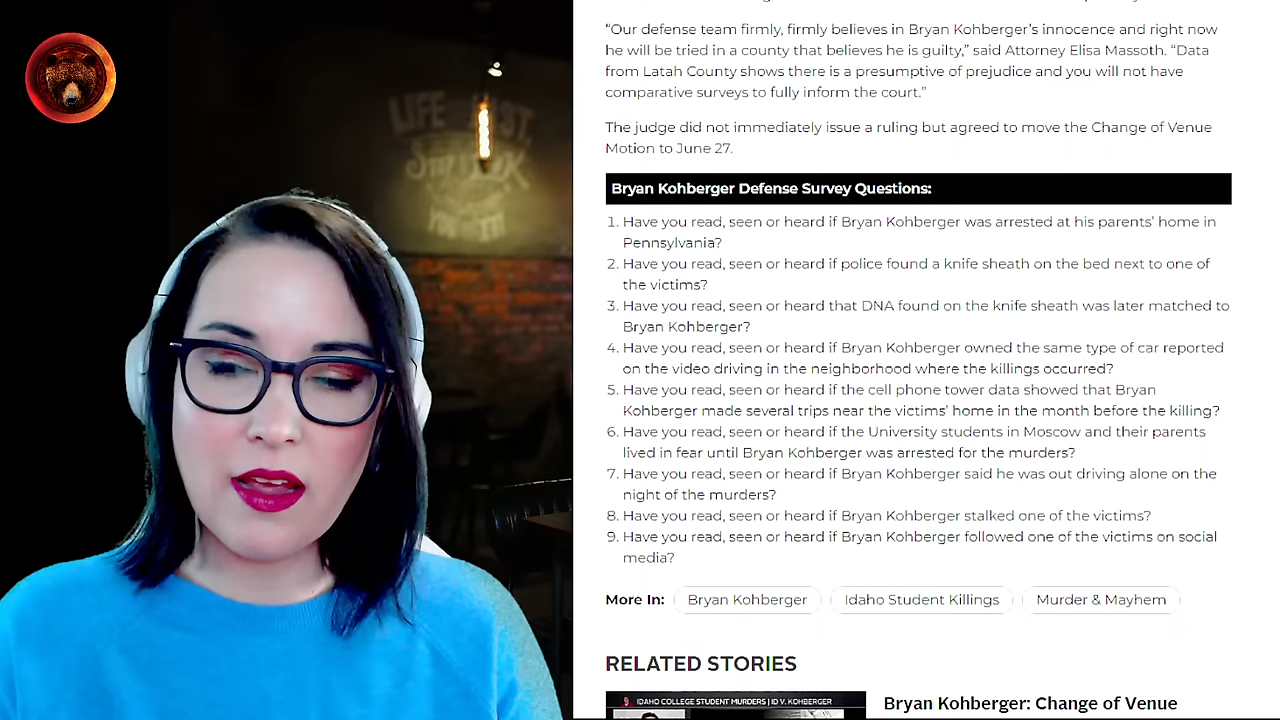 LIFE
“Our defense team firmly, firmly believes in Bryan Kohberger’s innocence and right now
he will be tried in a county that believes he is guilty,” said Attorney Elisa Massoth. “Data
from Latah County shows there is a presumptive of prejudice and you will not have
comparative surveys to fully inform the court.”
The judge did not immediately issue a ruling but agreed to move the Change of Venue
Motion to June 27.
Bryan Kohberger Defense Survey Questions:
1. Have you read, seen or heard if Bryan Kohberger was arrested at his parents’ home in
Pennsylvania?
2. Have you read, seen or heard if police found a knife sheath on the bed next to one of
the victims?
3. Have you read, seen or heard that DNA found on the knife sheath was later matched to
Bryan Kohberger?
4. Have you read, seen or heard if Bryan Kohberger owned the same type of car reported
on the video driving in the neighborhood where the killings occurred?
5. Have you read, seen or heard if the cell phone tower data showed that Bryan
Kohberger made several trips near the victims’ home in the month before the killing?
6. Have you read, seen or heard if the University students in Moscow and their parents
lived in fear until Bryan Kohberger was arrested for the murders?
7. Have you read, seen or heard if Bryan Kohberger said he was out driving alone on the
night of the murders?
8. Have you read, seen or heard if Bryan Kohberger stalked one of the victims?
9. Have you read, seen or heard if Bryan Kohberger followed one of the victims on social
media?
More In: Bryan Kohberger Idaho Student Killings Murder & Mayhem
RELATED STORIES
IDAHO COLLEGE STUDENT MURDERS | ID V. KOHBERGER
Bryan Kohberger: Change of Venue